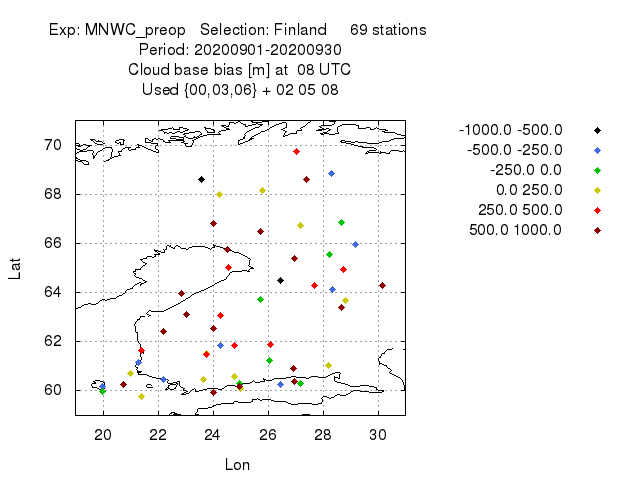 Exp: MNWC_preop Selection: Finland 69 stations
Period: 20200901-20200930
Cloud base bias [m] at 08 UTC
Used {00,03,06} + 02 05 08
-1000.0 -500.0
-500.0 -250.0
-250.0 0.0
0.0 250.0
250.0 500.0
500.0 1000.0
70
68
66
64
62
60
Lat
20 22 24 26 28 30
Lon